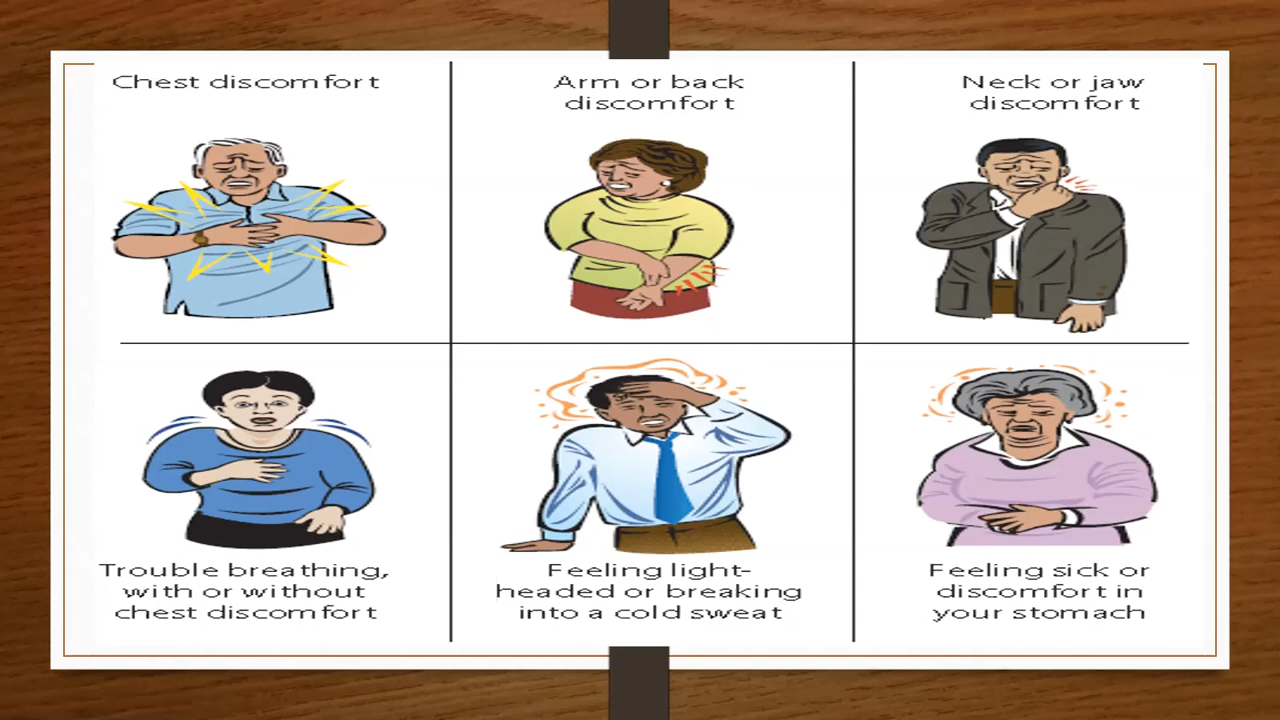 Chest discomfort
Arm or back
discomfort
Neck or jaw
discomfort
Trouble breathing,
with or without
chest discomfort
Feeling light-
headed or breaking
into a cold sweat
Feeling sick or
discomfort in
your stomach